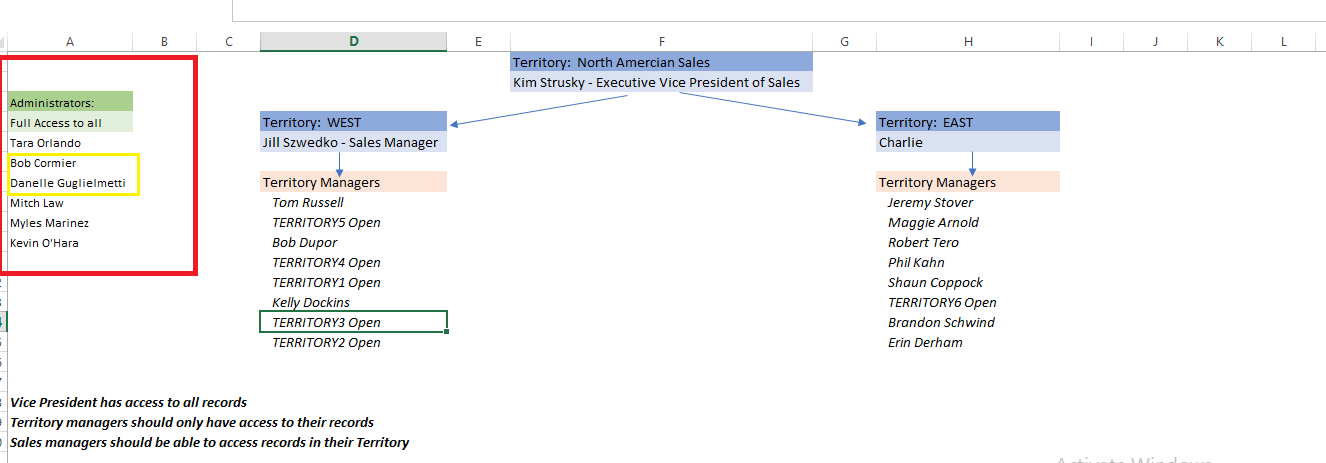 A B C D E F G H I J K L
Territory:  North Amercian Sales
Kim Strusky - Executive Vice President of Sales
Administrators:
Full Access to all
Tara Orlando
Bob Cormier
Danelle Guglielmetti
Mitch Law
Myles Marinez
Kevin O'Hara
Territory:  WEST
Jill Szwedko - Sales Manager
Territory Managers
Tom Russell
TERRITORY5 Open
Bob Dupor
TERRITORY4 Open
TERRITORY1 Open
Kelly Dockins
TERRITORY3 Open
TERRITORY2 Open
Territory:  EAST
Charlie
Territory Managers
Jeremy Stover
Maggie Arnold
Robert Tero
Phil Kahn
Shaun Coppock
TERRITORY6 Open
Brandon Schwind
Erin Derham
Vice President has access to all records
Territory managers should only have access to their records
Sales managers should be able to access records in their Territory
Activate Windows